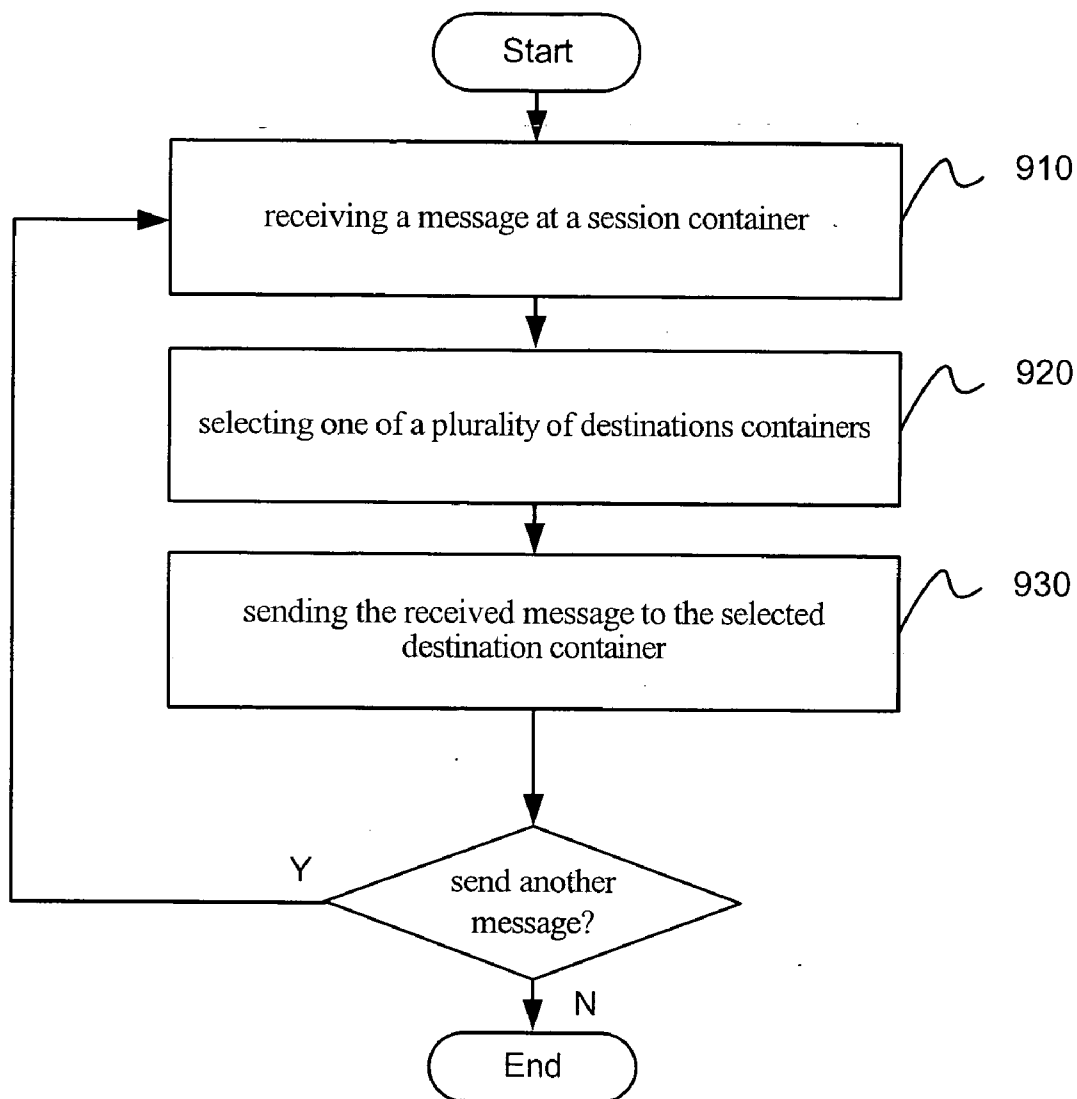 Start
910
receiving a message at a session container
920
selecting one of a plurality of destinations containers
930
sending the received message to the selected
destination container
Y
send another
message?
N
End